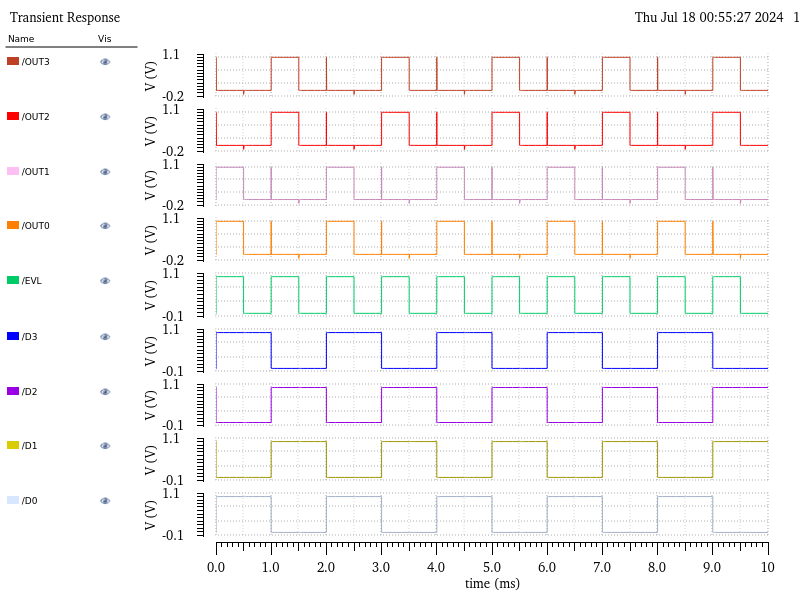 Transient Response
Thu Jul 18 00:55:27 2024 1
Name Vis
/OUT3 V (V) 1.1 -0.2
/OUT2 V (V) 1.1 -0.2
/OUT1 V (V) 1.1 -0.2
/OUT0 V (V) 1.1 -0.2
/EVL V (V) 1.1 -0.1
/D3 V (V) 1.1 -0.1
/D2 V (V) 1.1 -0.1
/D1 V (V) 1.1 -0.1
/D0 V (V) 1.1 -0.1
0.0 1.0 2.0 3.0 4.0 5.0 6.0 7.0 8.0 9.0 10
time (ms)